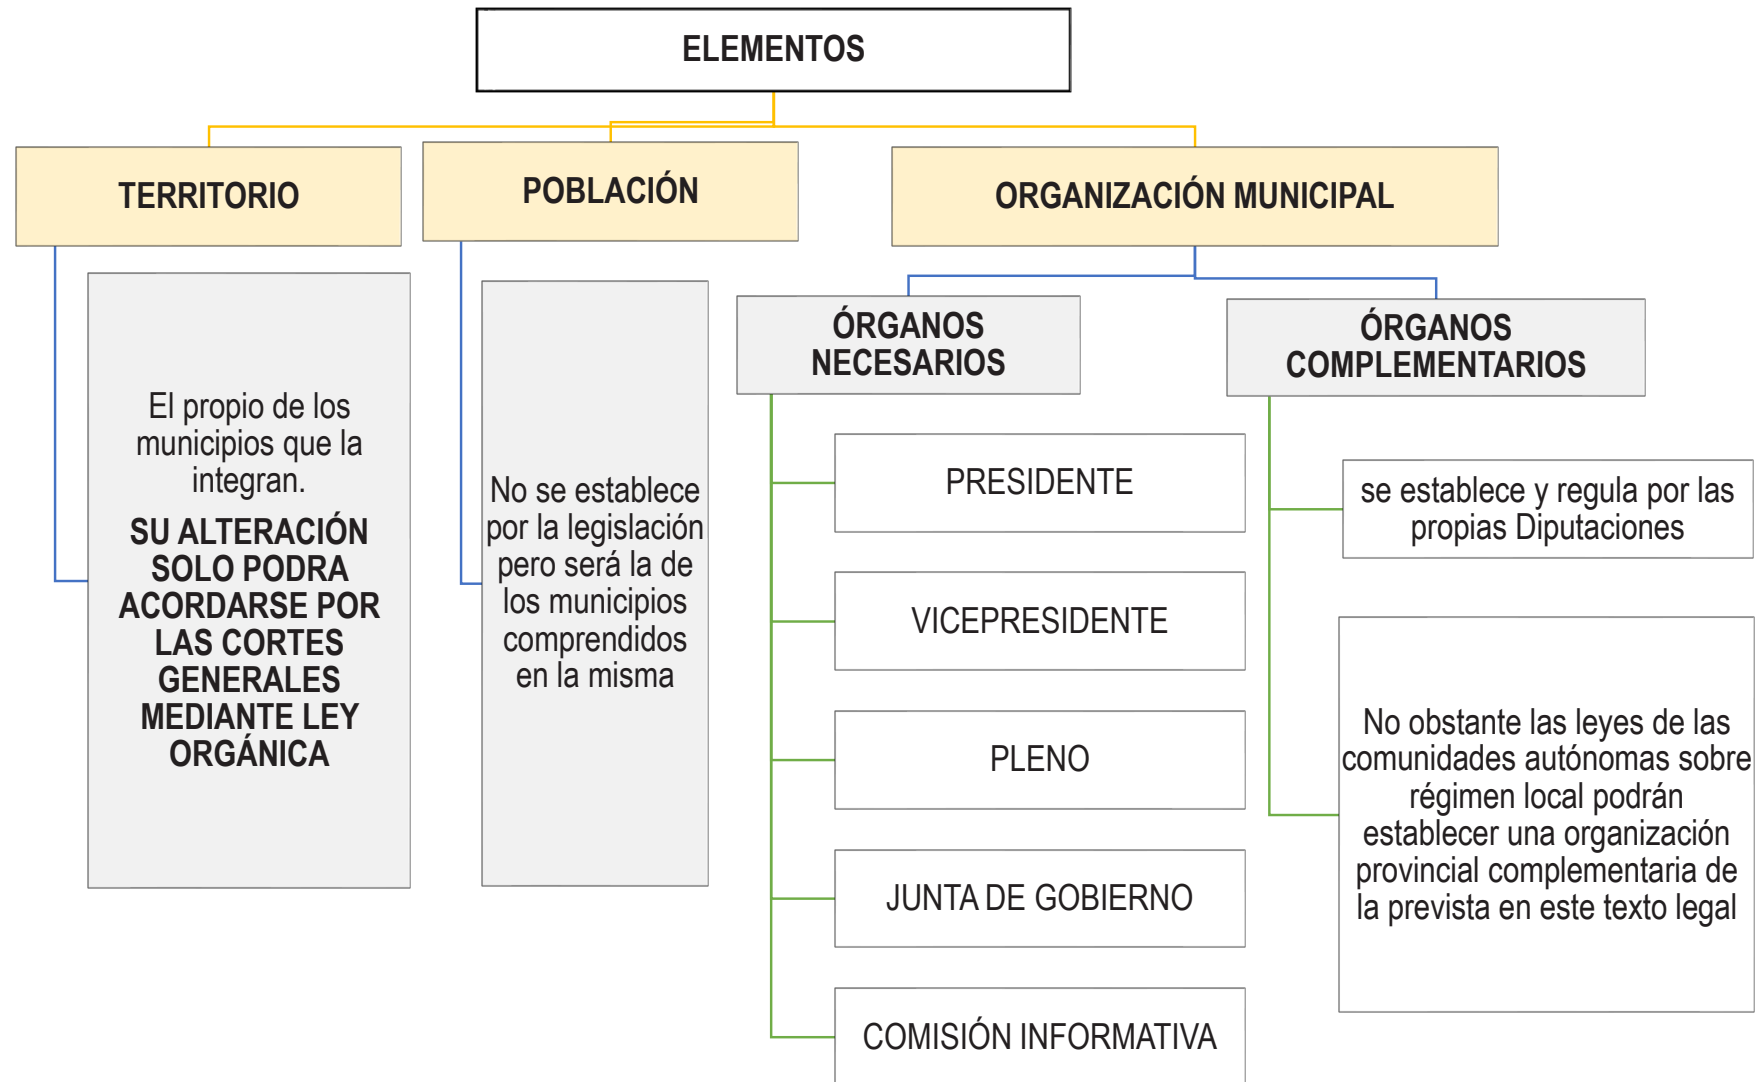 ELEMENTOS
TERRITORIO
El propio de los
municipios que la
integran.
SU ALTERACIÓN
SOLO PODRA
ACORDARSE POR
LAS CORTES
GENERALES
MEDIANTE LEY
ORGÁNICA
POBLACIÓN
No se establece
por la legislación
pero será la de
los municipios
comprendidos
en la misma
ORGANIZACIÓN MUNICIPAL
ÓRGANOS
NECESARIOS
PRESIDENTE
VICEPRESIDENTE
PLENO
JUNTA DE GOBIERNO
COMISIÓN INFORMATIVA
ÓRGANOS
COMPLEMENTARIOS
se establece y regula por las
propias Diputaciones
No obstante las leyes de las
comunidades autónomas sobre
régimen local podrán
establecer una organización
provincial complementaria de
la prevista en este texto legal